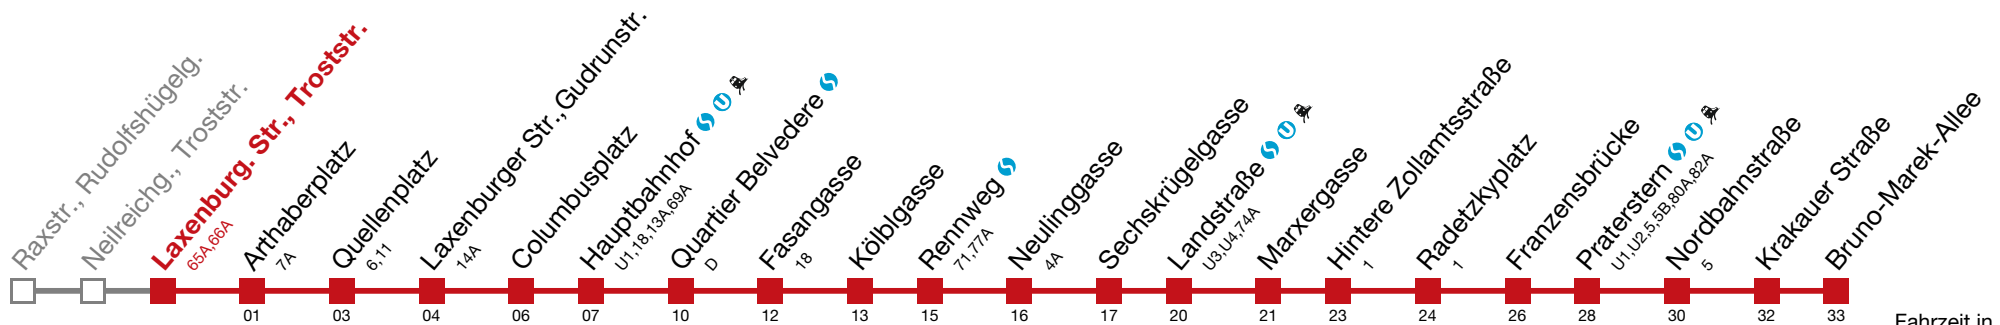 Raxstr., Rudolfshügelg.
Neilreichg., Troststr.
Laxenburg. Str., Troststr.
65A,66A
Arthaberplatz
7A
Quellenplatz
6,11
Laxenburger Str., Gudrunstr.
14A
Columbusplatz
Hauptbahnhof S U
U1,18,13A,69A
Quartier Belvedere S
D
Fasangasse
18
Kölblgasse
Rennweg S
71,77A
Neulinggasse
4A
Sechskrügelgasse
Landstraße S U
U3,U4,74A
Marxergasse
Hintere Zollamtsstraße
1
Radetzkyplatz
1
Franzensbrücke
Praterstern S U
U1,U2,5,5B,80A,82A
Nordbahnstraße
5
Krakauer Straße
Bruno-Marek-Allee
01 03 04 06 07 10 12 13 15 16 17 20 21 23 24 26 28 30 32 33
Fahrzeit in